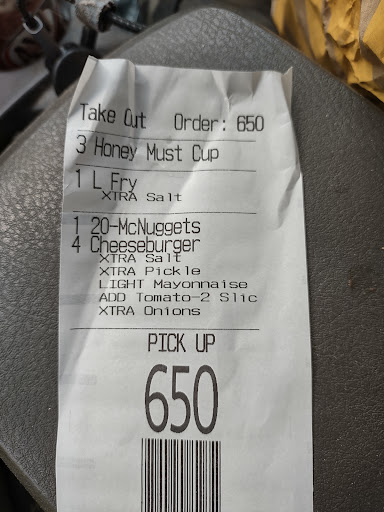 Take Out Order: 650
3 Honey Must Cup
1 L Fry
XTRA Salt
1 20-McNuggets
4 Cheeseburger
XTRA Salt
XTRA Pickle
LIGHT Mayonnaise
ADD Tomato-2 Slic
XTRA Onions
PICK UP
650